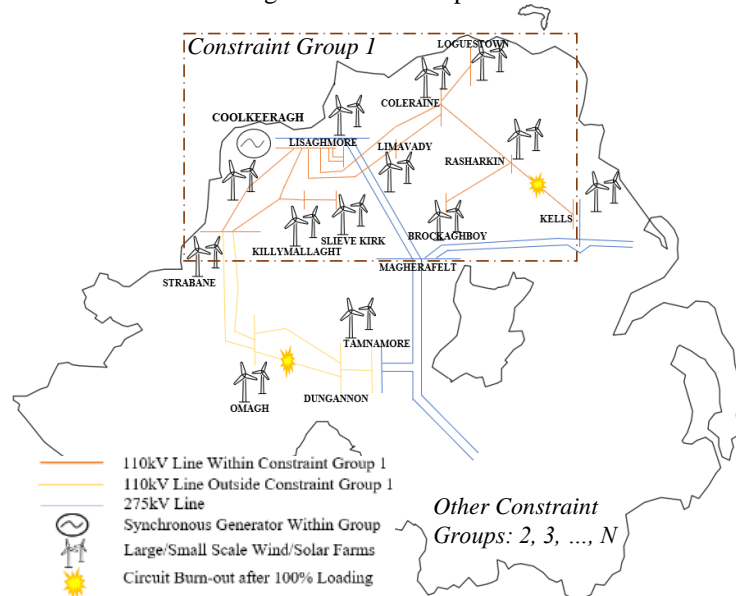 Constraint Group 1
LOGUESTOWN
COLERAINE
COOLKEERAGH
LISAGHMORE
LIMAVADY
RASHARKIN
KELLS
BROCKAGHBOY
SLIEVE KIRK
KILLYMALLAGHT
MAGHERAFELT
STRABANE
TAMNAMORE
OMAGH
DUNGANNON
110kV Line Within Constraint Group 1
110kV Line Outside Constraint Group 1
275kV Line
Synchronous Generator Within Group
Large/Small Scale Wind/Solar Farms
Circuit Burn-out after 100% Loading
Other Constraint
Groups: 2, 3, ..., N